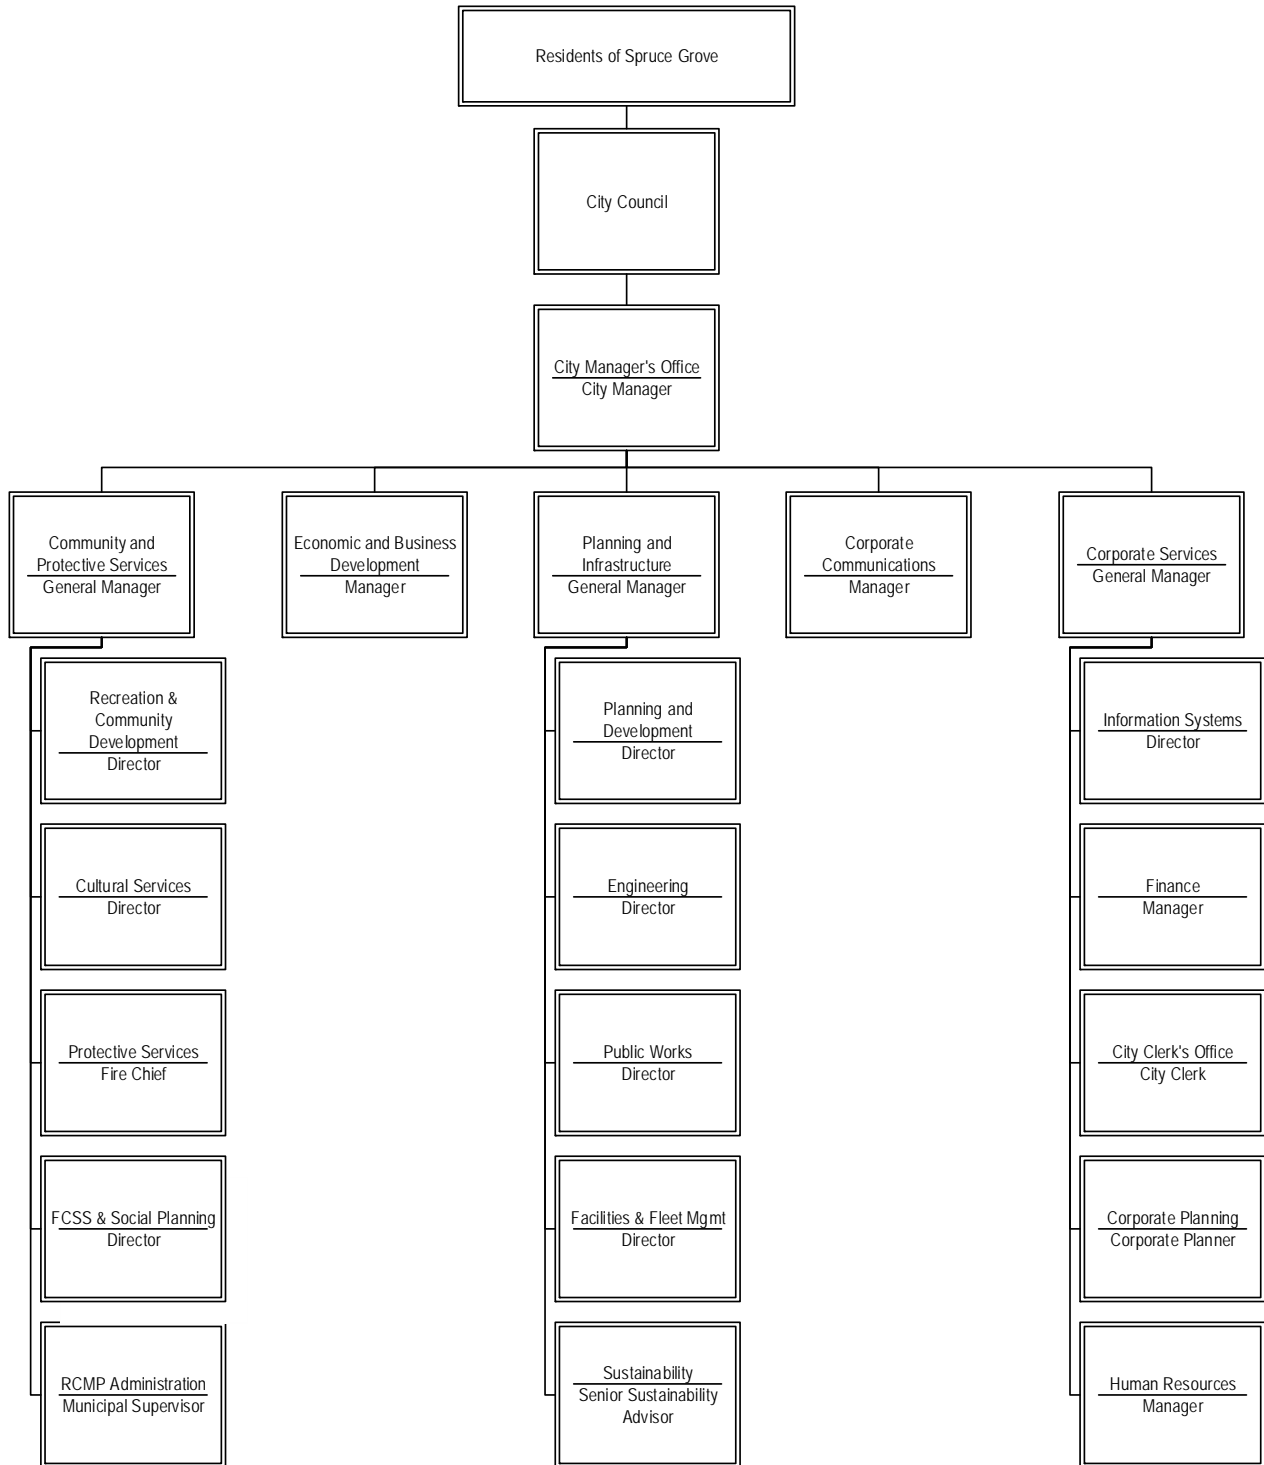 Residents of Spruce Grove
City Council
City Manager's Office
City Manager
Community and
Protective Services
General Manager
Economic and Business
Development
Manager
Planning and
Infrastructure
General Manager
Corporate
Communications
Manager
Corporate Services
General Manager
Recreation &
Community
Development
Director
Cultural Services
Director
Protective Services
Fire Chief
FCSS & Social Planning
Director
RCMP Administration
Municipal Supervisor
Planning and
Development
Director
Engineering
Director
Public Works
Director
Facilities & Fleet Mgmt
Director
Sustainability
Senior Sustainability
Advisor
Information Systems
Director
Finance
Manager
City Clerk's Office
City Clerk
Corporate Planning
Corporate Planner
Human Resources
Manager